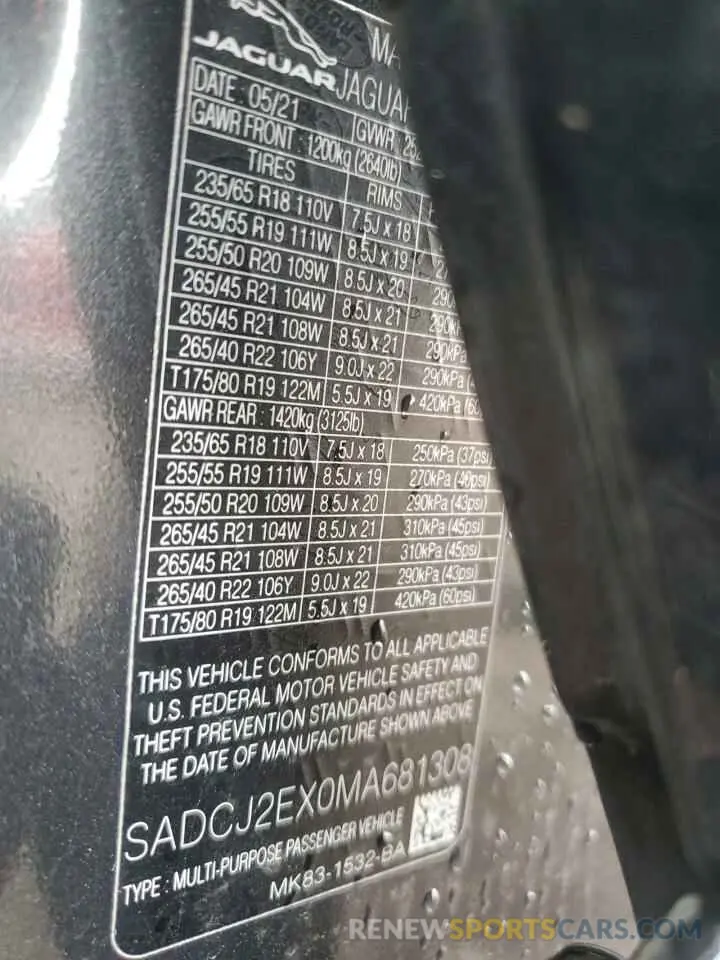 JAGUAR JAGUAR
DATE : 05/21 GVWR
GAWR FRONT : 1200kg (2640lb)
TIRES RIMS
235/65 R18 110V 7.5J x 18
255/55 R19 111W 8.5J x 19
255/50 R20 109W 8.5J x 20 290
265/45 R21 104W 8.5J x 21 290k
265/45 R21 108W 8.5J x 21 290kPa
265/40 R22 106Y 9.0J x 22 290kPa
T175/80 R19 122M 5.5J x 19 420kPa (60
GAWR REAR : 1420kg (3125lb)
235/65 R18 110V 7.5J x 18 250kPa (37psi)
255/55 R19 111W 8.5J x 19 270kPa (40psi)
255/50 R20 109W 8.5J x 20 290kPa (43psi)
265/45 R21 104W 8.5J x 21 310kPa (45psi)
265/45 R21 108W 8.5J x 21 310kPa (45psi)
265/40 R22 106Y 9.0J x 22 290kPa (43psi)
T175/80 R19 122M 5.5J x 19 420kPa (60psi)
THIS VEHICLE CONFORMS TO ALL APPLICABLE
U.S. FEDERAL MOTOR VEHICLE SAFETY AND
THEFT PREVENTION STANDARDS IN EFFECT ON
THE DATE OF MANUFACTURE SHOWN ABOVE
SADCJ2EX0MA681308
TYPE : MULTI-PURPOSE PASSENGER VEHICLE
MK83-1532-BA
RENEWSPORTSCARS.COM